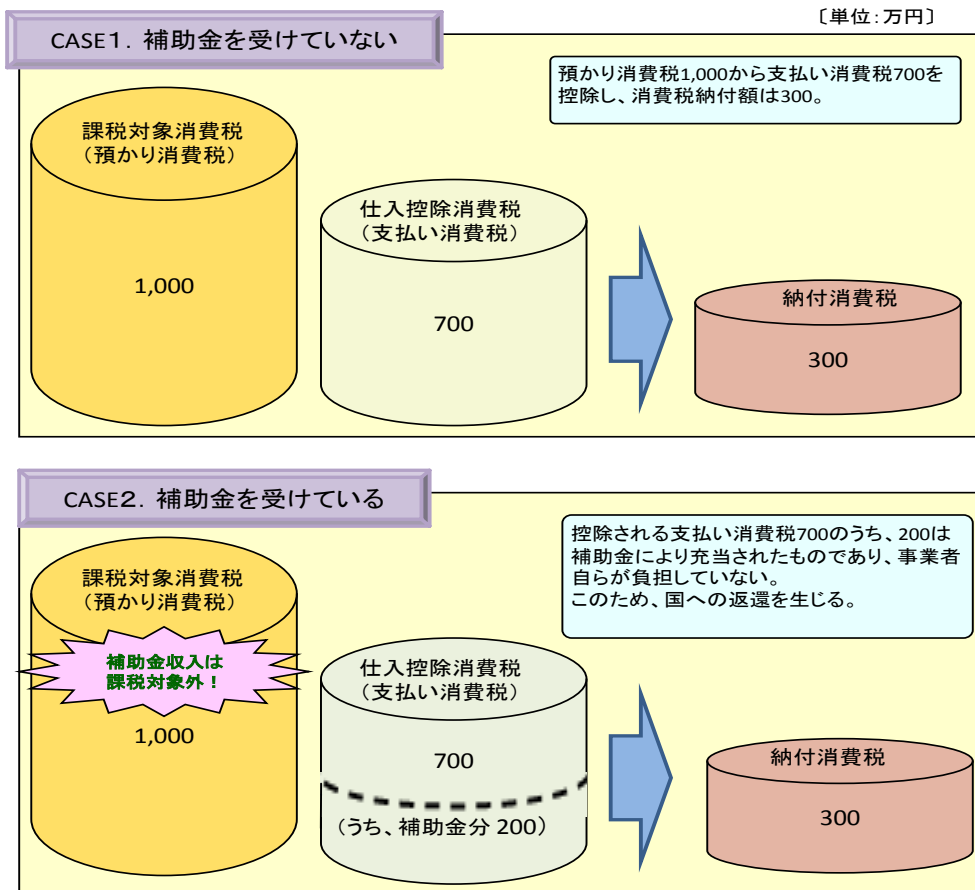 〔単位：万円〕
CASE１．補助金を受けていない
預かり消費税1,000から支払い消費税700を
控除し、消費税納付額は300。
課税対象消費税
（預かり消費税）
1,000
仕入控除消費税
（支払い消費税）
700
納付消費税
300
CASE２．補助金を受けている
控除される支払い消費税700のうち、200は
補助金により充当されたものであり、事業者
自らが負担していない。
このため、国への返還を生じる。
課税対象消費税
（預かり消費税）
補助金収入は
課税対象外！
1,000
仕入控除消費税
（支払い消費税）
700
（うち、補助金分 200）
納付消費税
300